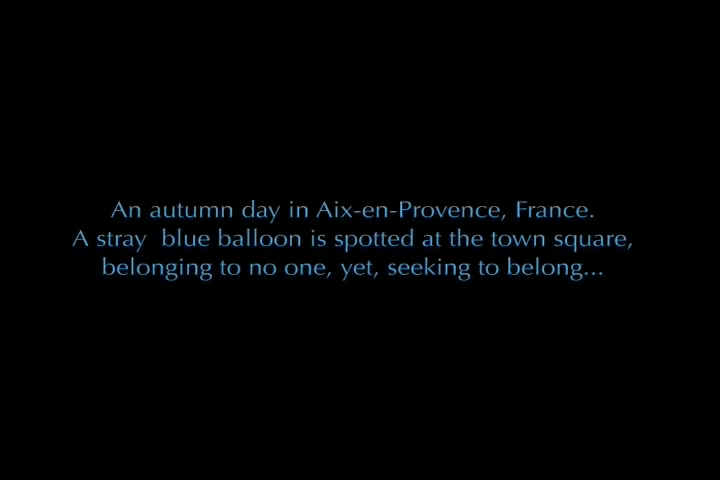 An autumn day in Aix-en-Provence, France.
A stray  blue balloon is spotted at the town square,
belonging to no one, yet, seeking to belong...